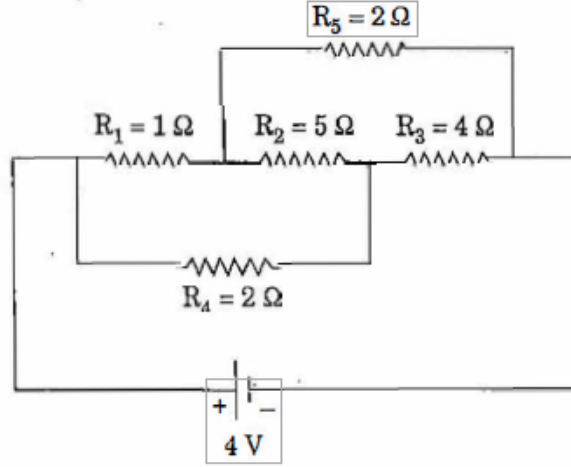 R5 = 2 Ω
R1 = 1 Ω R2 = 5 Ω R3 = 4 Ω
R4 = 2 Ω
+ −
4 V